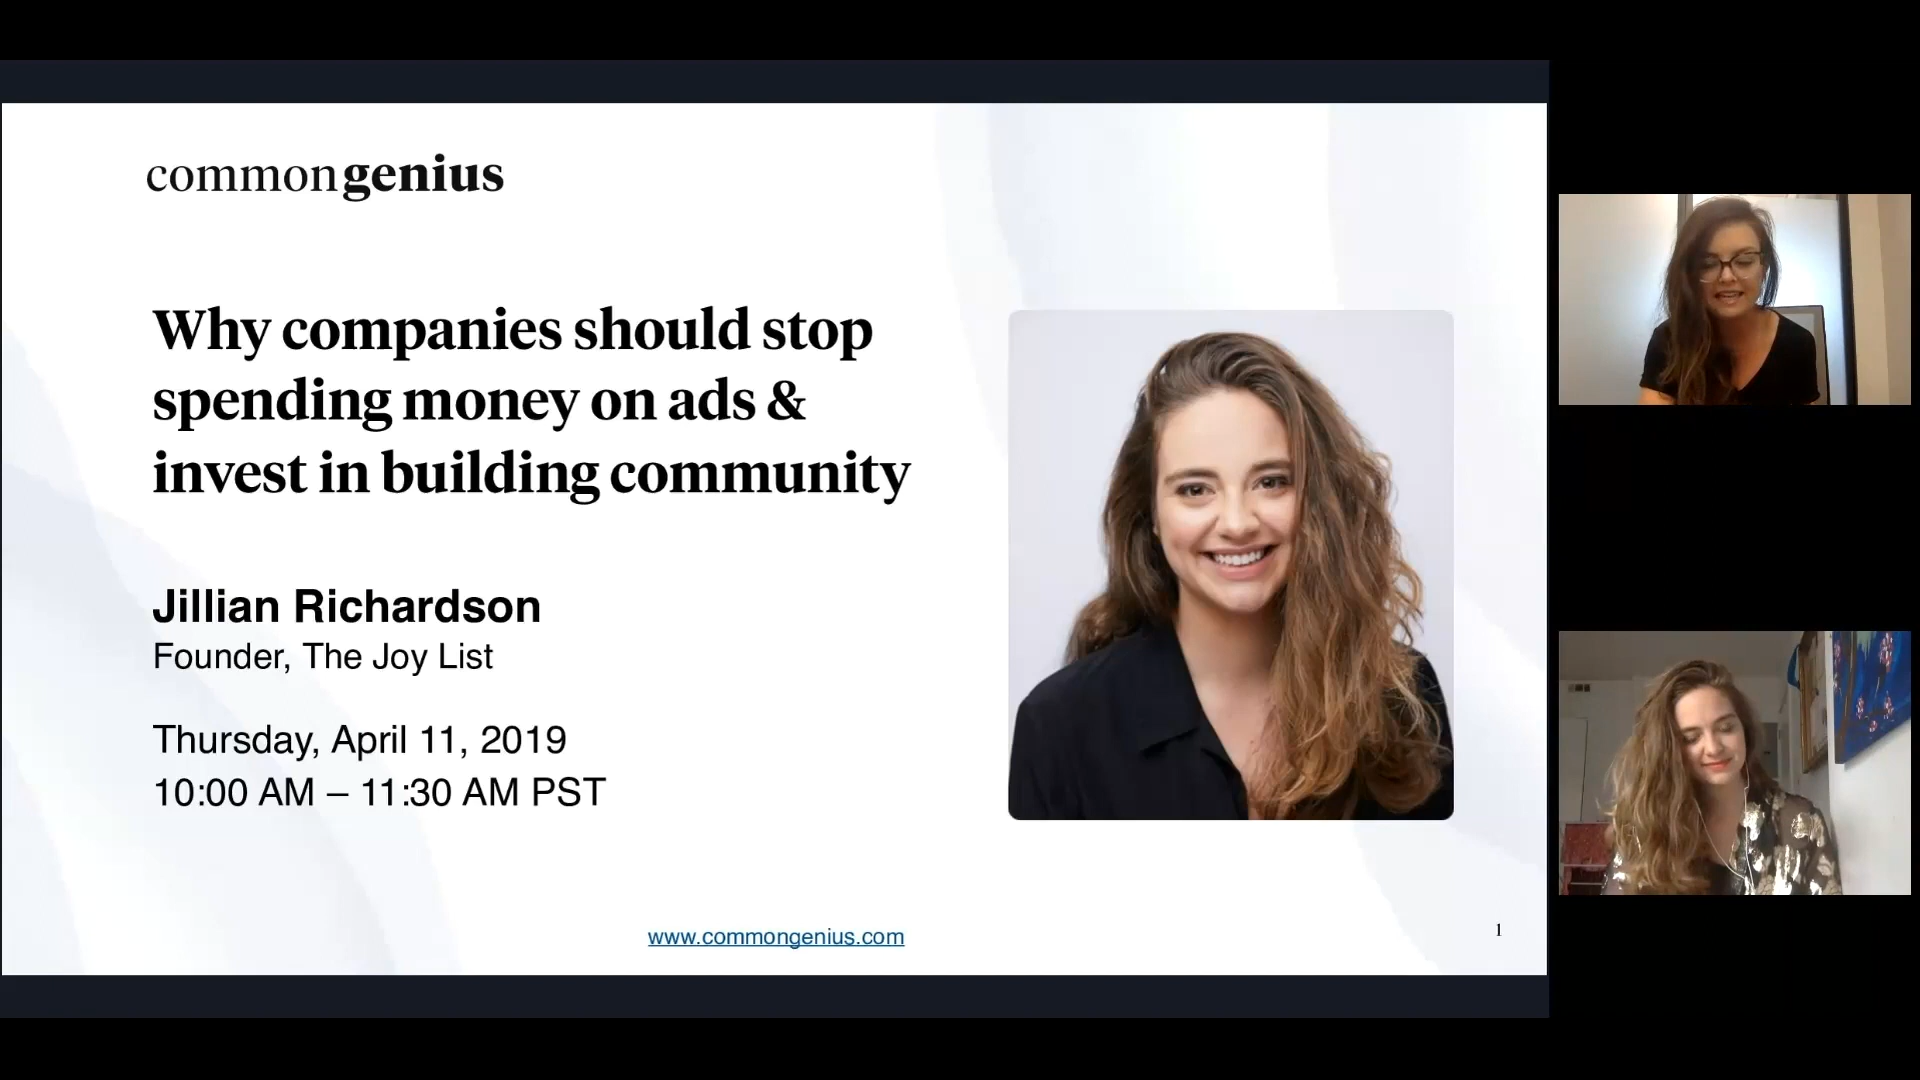 commongenius
Why companies should stop
spending money on ads &
invest in building community
Jillian Richardson
Founder, The Joy List
Thursday, April 11, 2019
10:00 AM – 11:30 AM PST
www.commongenius.com
1